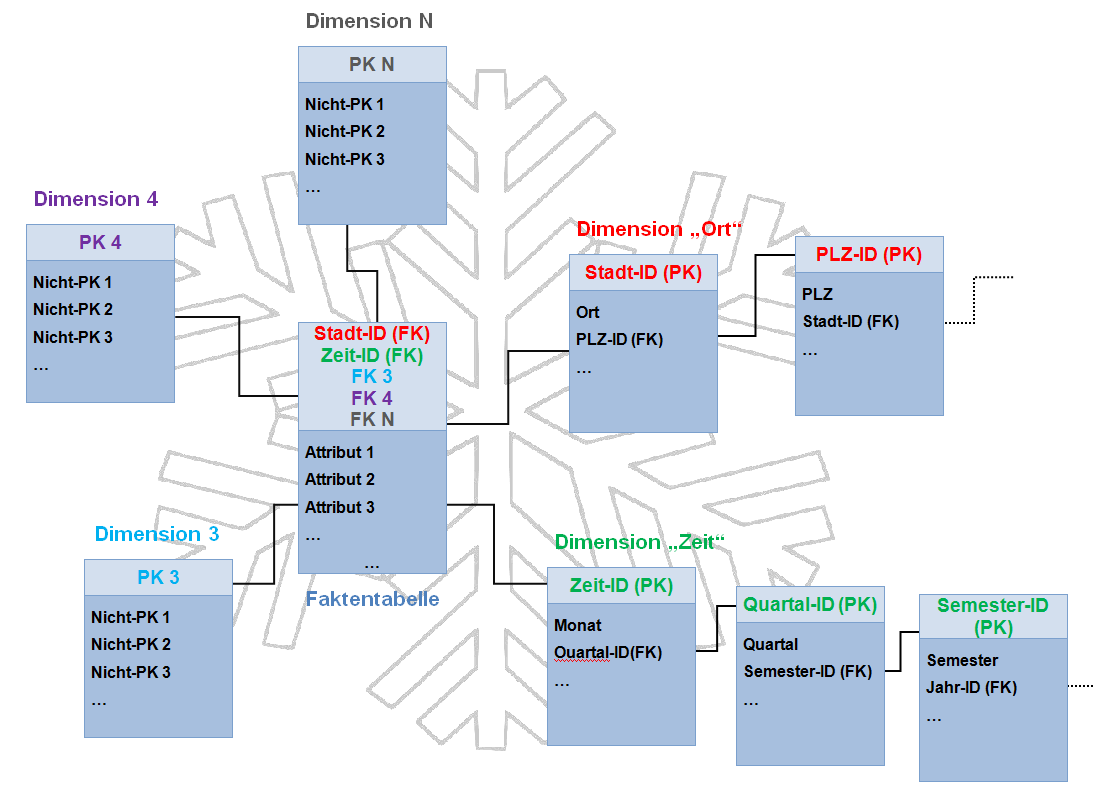 Dimension N
PK N
Nicht-PK 1
Nicht-PK 2
Nicht-PK 3
…
Dimension 4
PK 4
Nicht-PK 1
Nicht-PK 2
Nicht-PK 3
…
Dimension „Ort“
Stadt-ID (PK)
Ort
PLZ-ID (FK)
…
PLZ-ID (PK)
PLZ
Stadt-ID (FK)
…
Stadt-ID (FK)
Zeit-ID (FK)
FK 3
FK 4
FK N
Attribut 1
Attribut 2
Attribut 3
…
…
Faktentabelle
Dimension 3
PK 3
Nicht-PK 1
Nicht-PK 2
Nicht-PK 3
…
Dimension „Zeit“
Zeit-ID (PK)
Monat
Quartal-ID(FK)
…
Quartal-ID (PK)
Quartal
Semester-ID (FK)
…
Semester-ID
(PK)
Semester
Jahr-ID (FK)
…